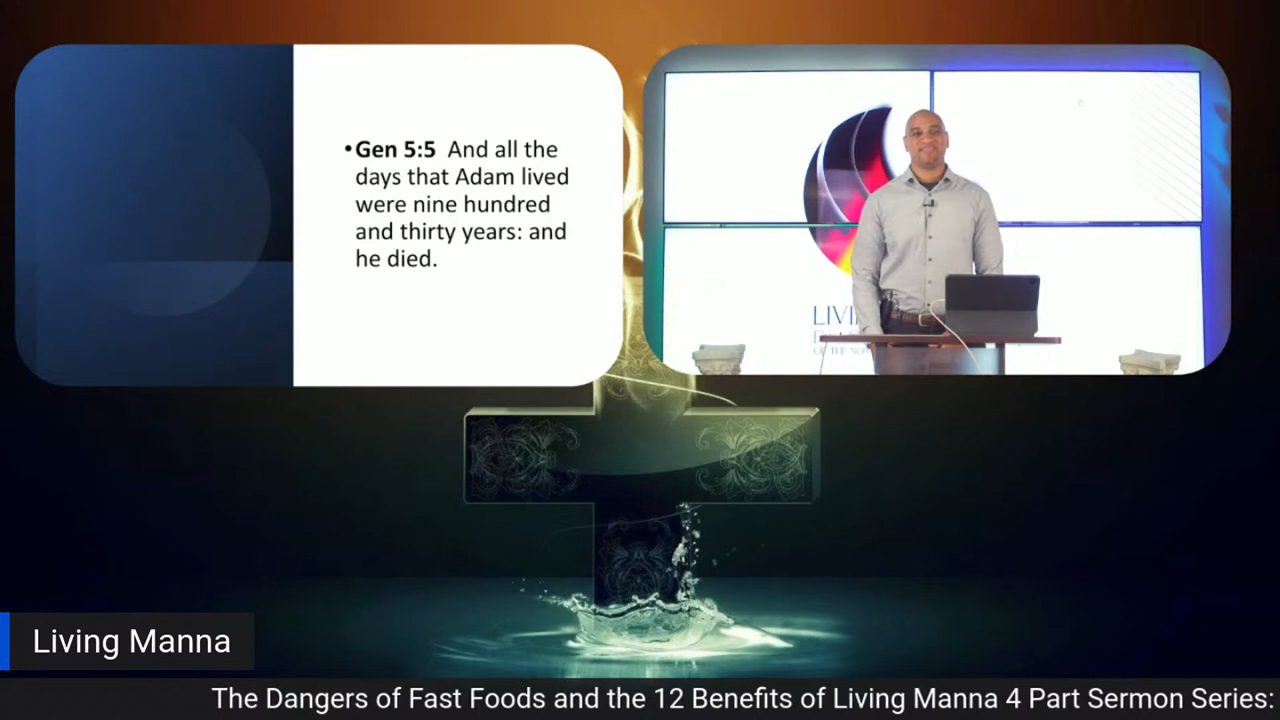 •Gen 5:5 And all the
days that Adam lived
were nine hundred
and thirty years: and
he died.
Living Manna
The Dangers of Fast Foods and the 12 Benefits of Living Manna 4 Part Sermon Series: